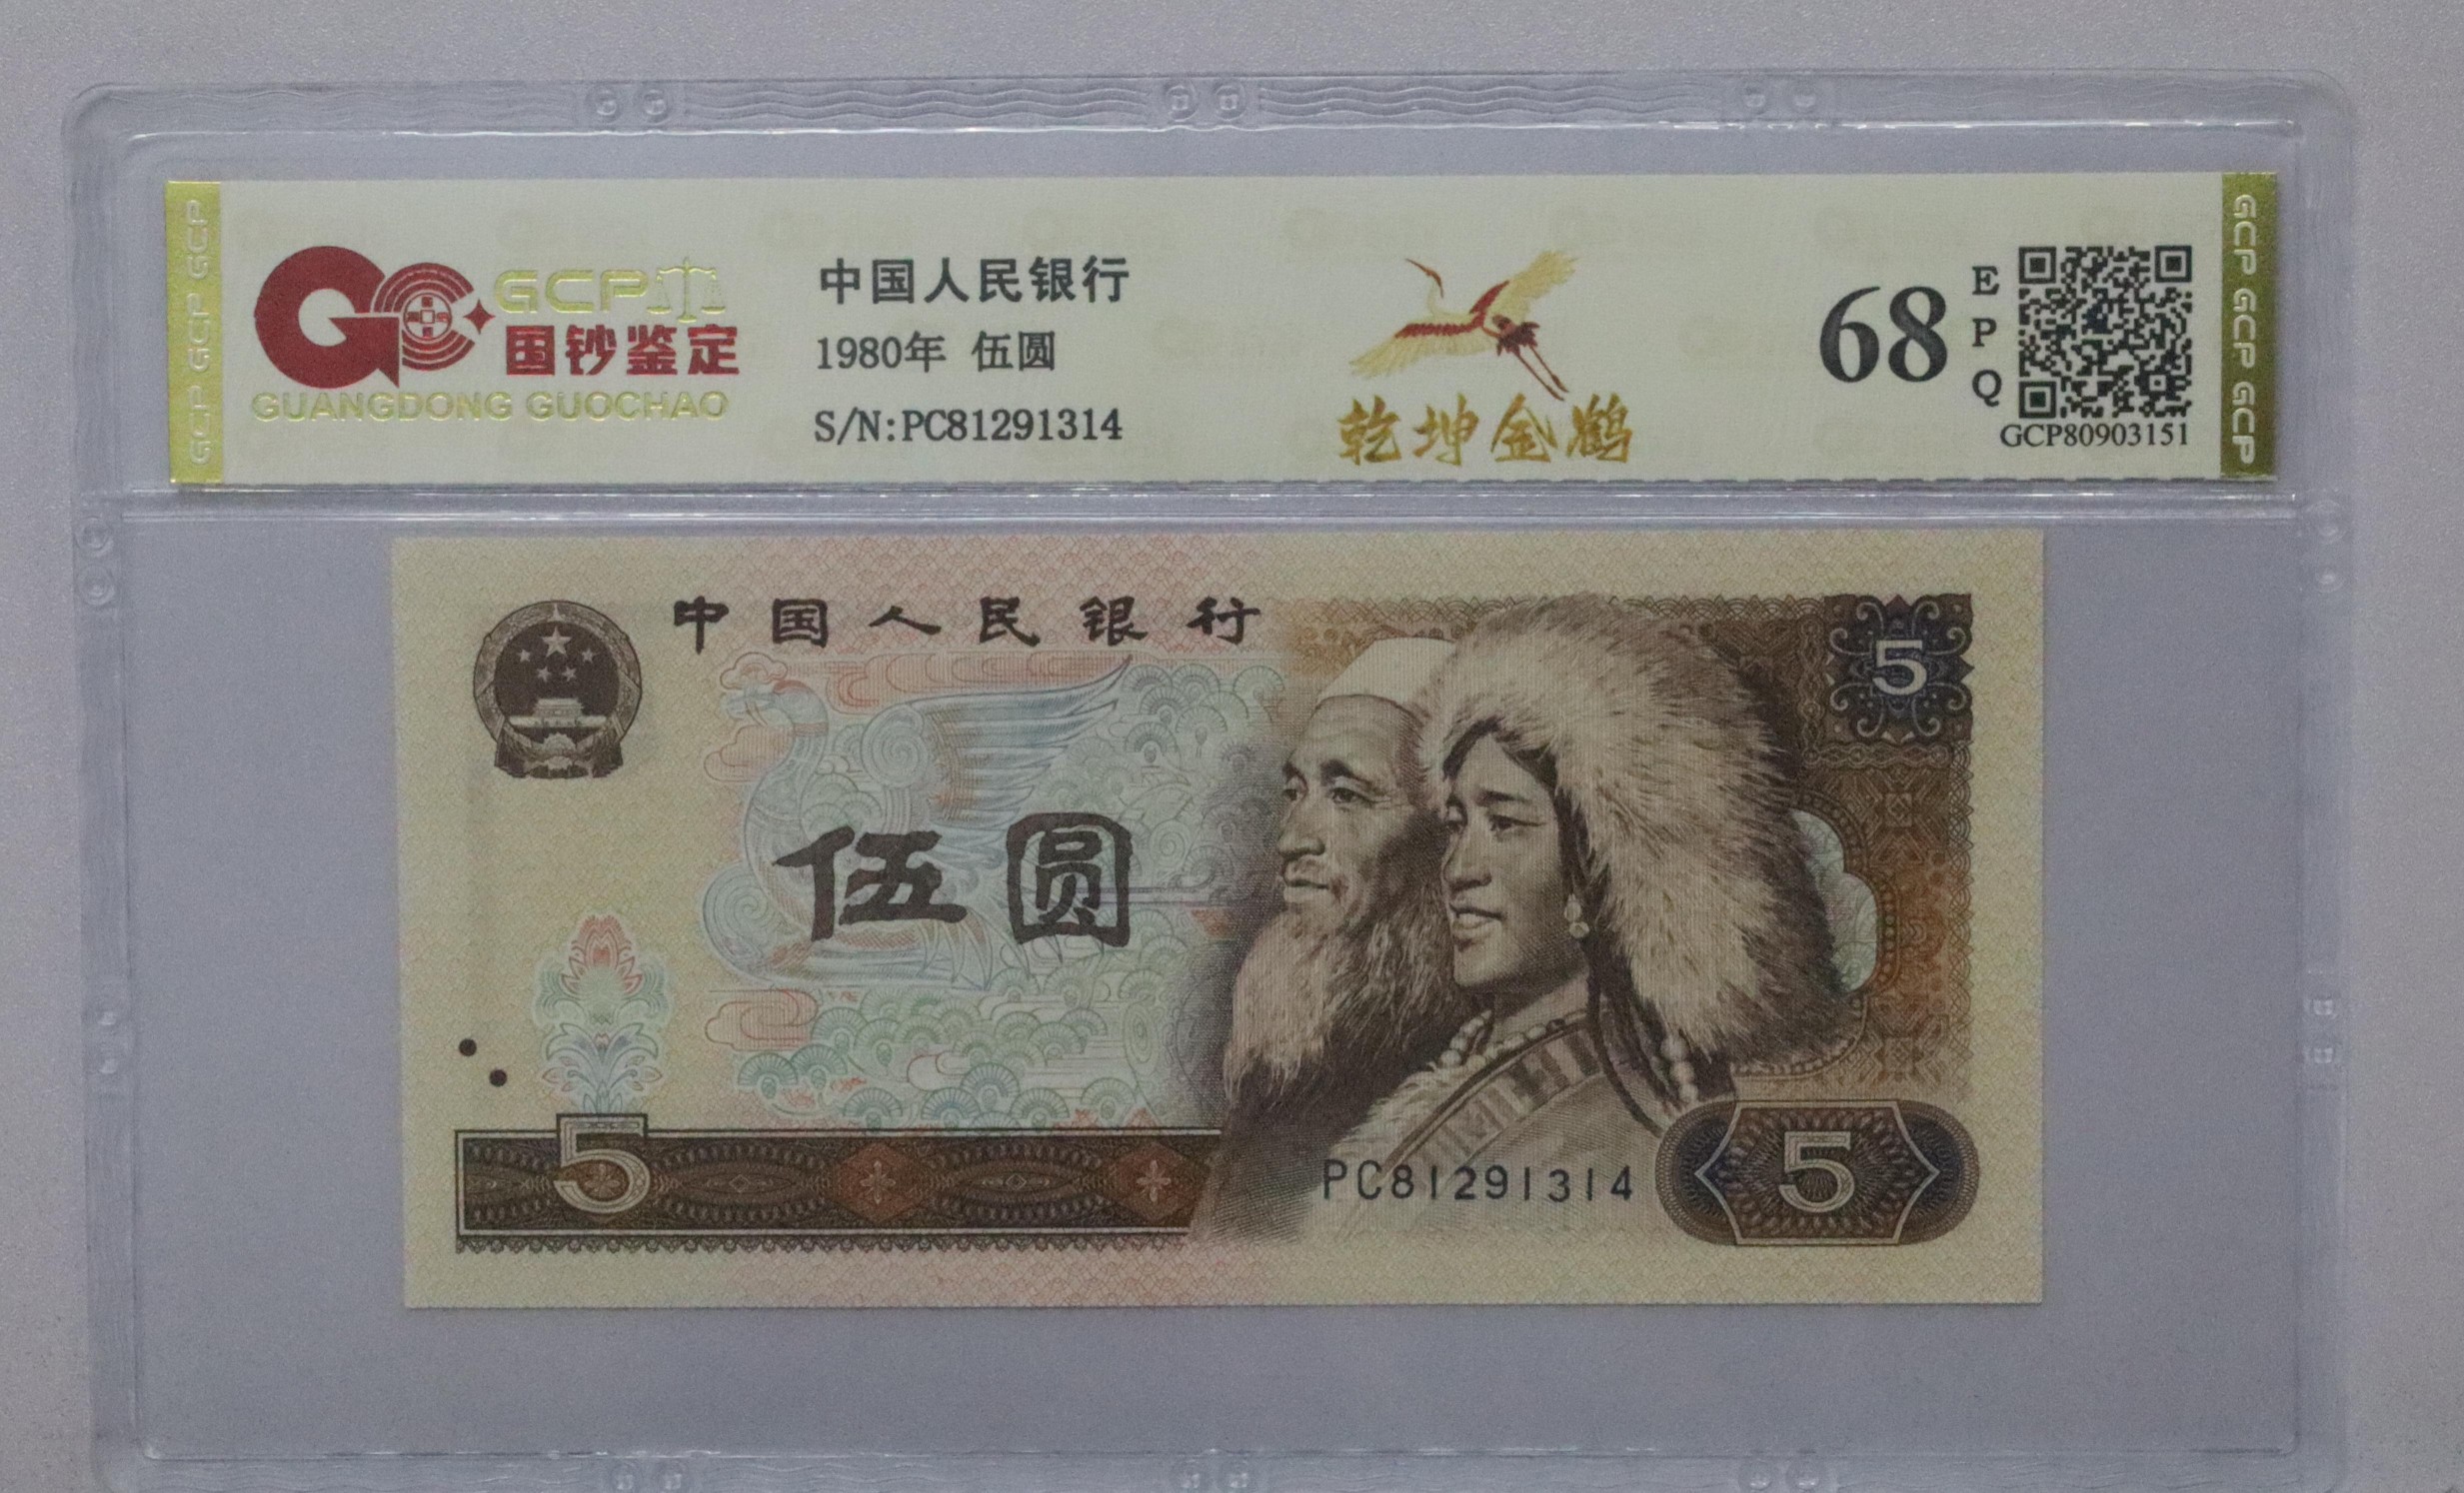 GCP GCP GCP
GCP
国钞鉴定
GUANGDONG GUOCHAO
中国人民银行
1980年 伍圆
S/N:PC81291314
乾坤金鹤
68
E
P
Q
GCP80903151
GCP GCP GCP
中国人民银行
5
伍圆
5
PC81291314
5